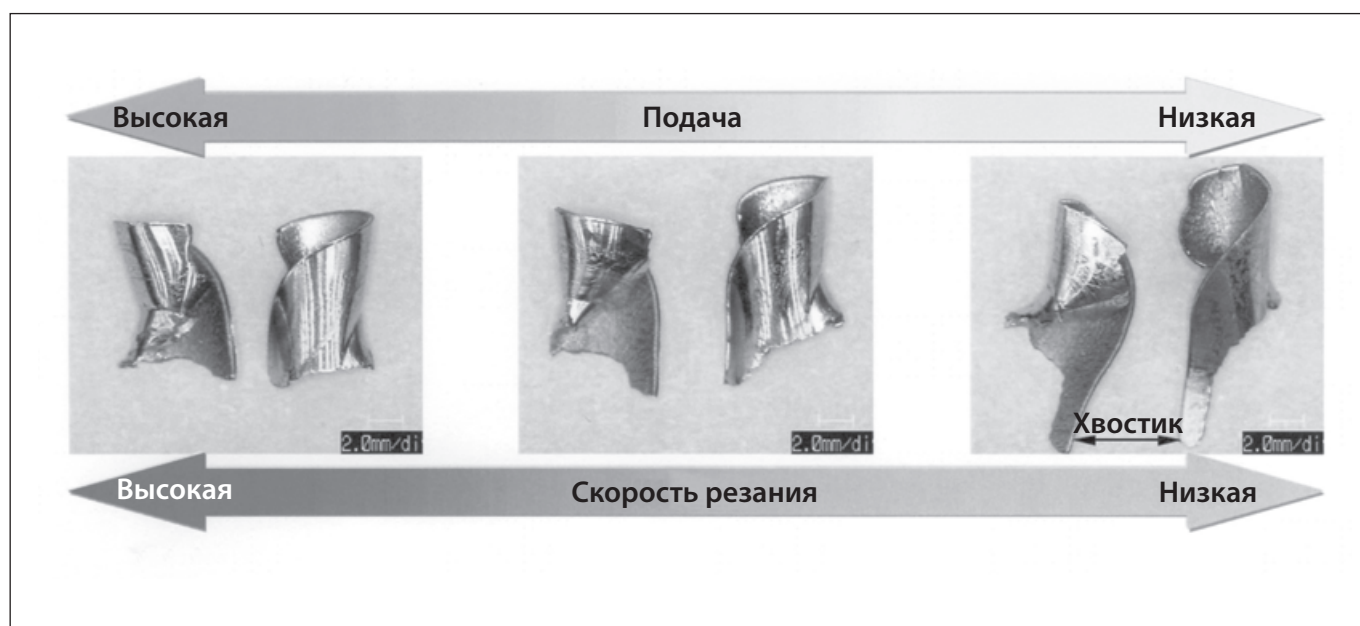 Высокая Подача Низкая
2.0mm/di 2.0mm/di 2.0mm/di
Хвостик
Высокая Скорость резания Низкая